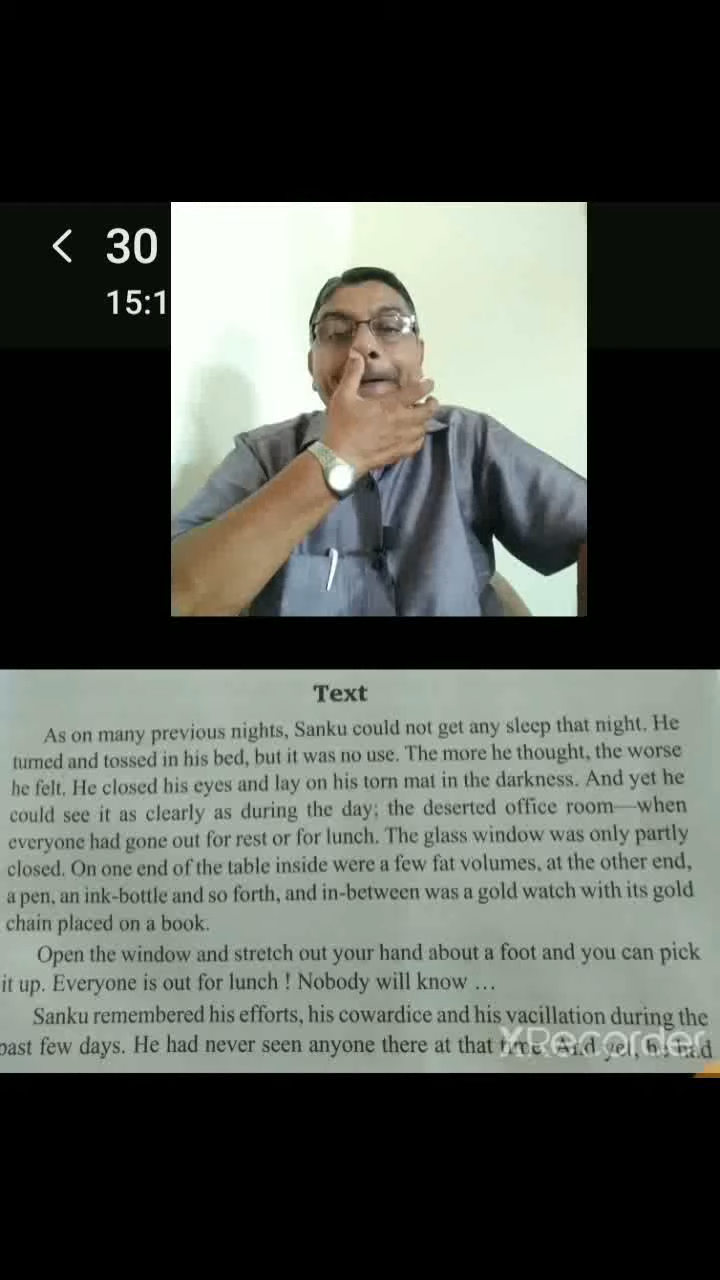 < 30
15:1
Text
As on many previous nights, Sanku could not get any sleep that night. He
turned and tossed in his bed, but it was no use. The more he thought, the worse
he felt. He closed his eyes and lay on his torn mat in the darkness. And yet he
could see it as clearly as during the day; the deserted office room—when
everyone had gone out for rest or for lunch. The glass window was only partly
closed. On one end of the table inside were a few fat volumes, at the other end,
a pen, an ink-bottle and so forth, and in-between was a gold watch with its gold
chain placed on a book.
Open the window and stretch out your hand about a foot and you can pick
it up. Everyone is out for lunch ! Nobody will know ...
Sanku remembered his efforts, his cowardice and his vacillation during the
past few days. He had never seen anyone there at that time. And yet, he had
XRecorder